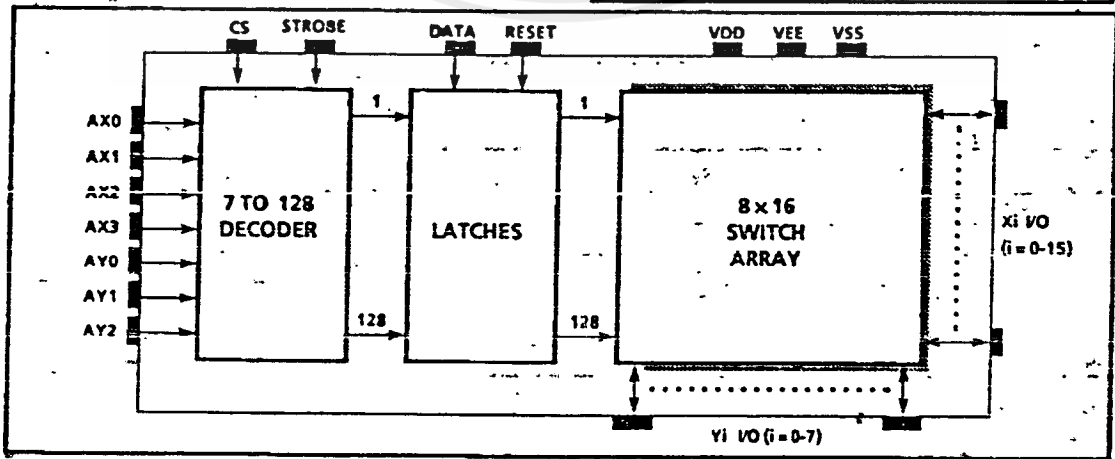 CS STROBE DATA RESET VDD VEE VSS
AX0
AX1
AX2
AX3
AY0
AY1
AY2
7 TO 128
DECODER
1
128
LATCHES
1
128
8 x 16
SWITCH
ARRAY
Xi I/O
(i = 0-15)
Yi I/O (i = 0-7)